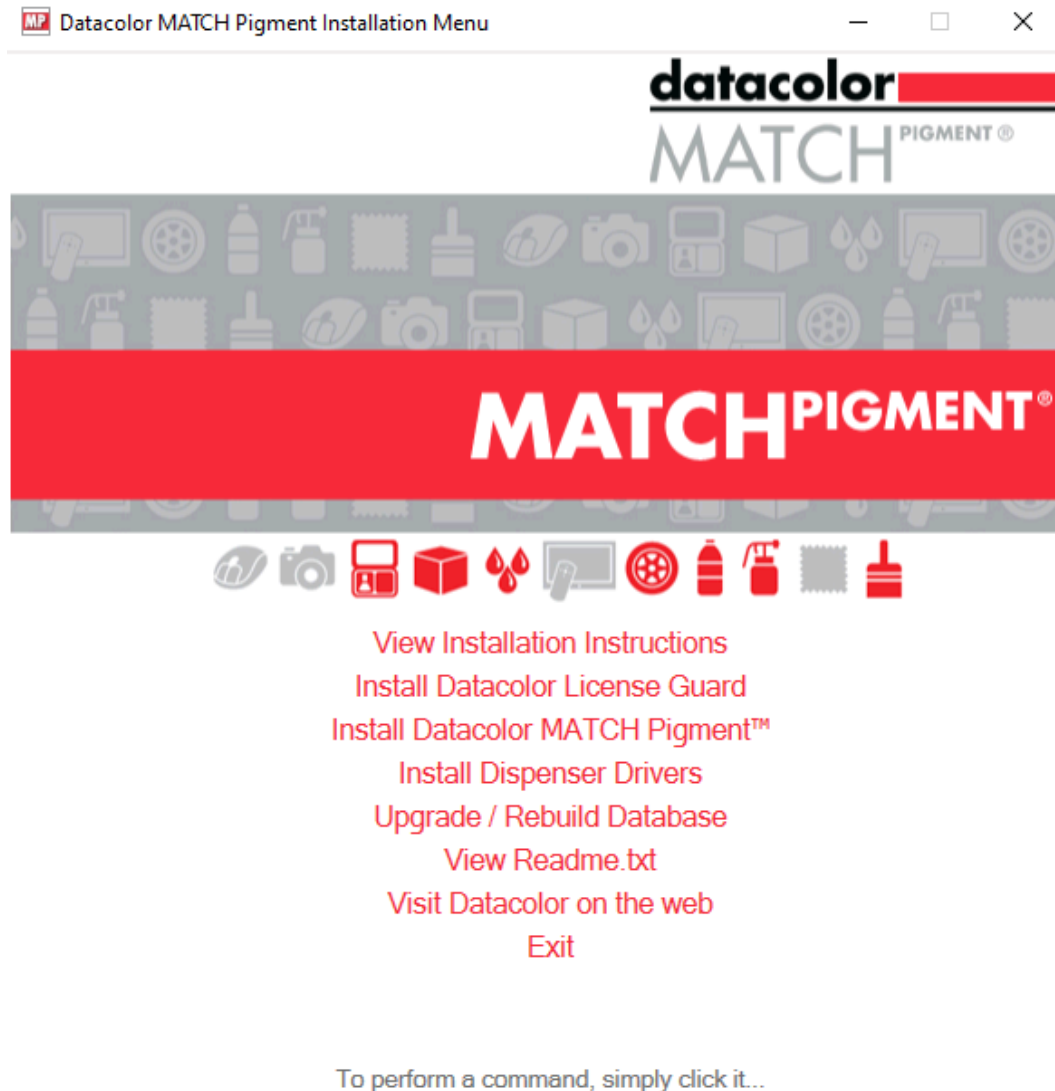 MP Datacolor MATCH Pigment Installation Menu
datacolor
MATCH PIGMENT ®
MATCHPIGMENT®
View Installation Instructions
Install Datacolor License Guard
Install Datacolor MATCH Pigment™
Install Dispenser Drivers
Upgrade / Rebuild Database
View Readme.txt
Visit Datacolor on the web
Exit
To perform a command, simply click it...